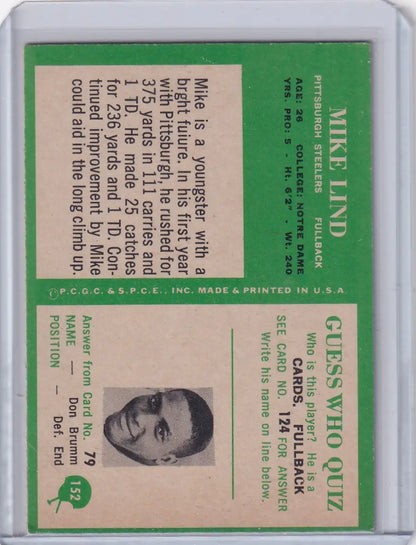 MIKE LIND
PITTSBURGH STEELERS FULLBACK
AGE: 26 COLLEGE: NOTRE DAME
YRS. PRO: 5 - Ht. 6'2" - Wt. 240
Mike is a youngster with a
brght fuiure. In his first year
with Pittsburgh, he rushed for
375 yards in 111 carries and
1 TD. He made 25 catches
for 236 yards and 1 TD. Con-
tinued improvement by Mike
could aid in the long climb up.
©P.C.G.C. & S.P.C.E., INC. MADE & PRINTED IN U.S.A.
GUESS WHO QUIZ
Who is this player? He is a
CARDS. FULLBACK
SEE CARD NO. 124 FOR ANSWER
Write his name on line below.
Answer from Card No. 79
NAME — Don Brumm
POSITION — Def. End
152